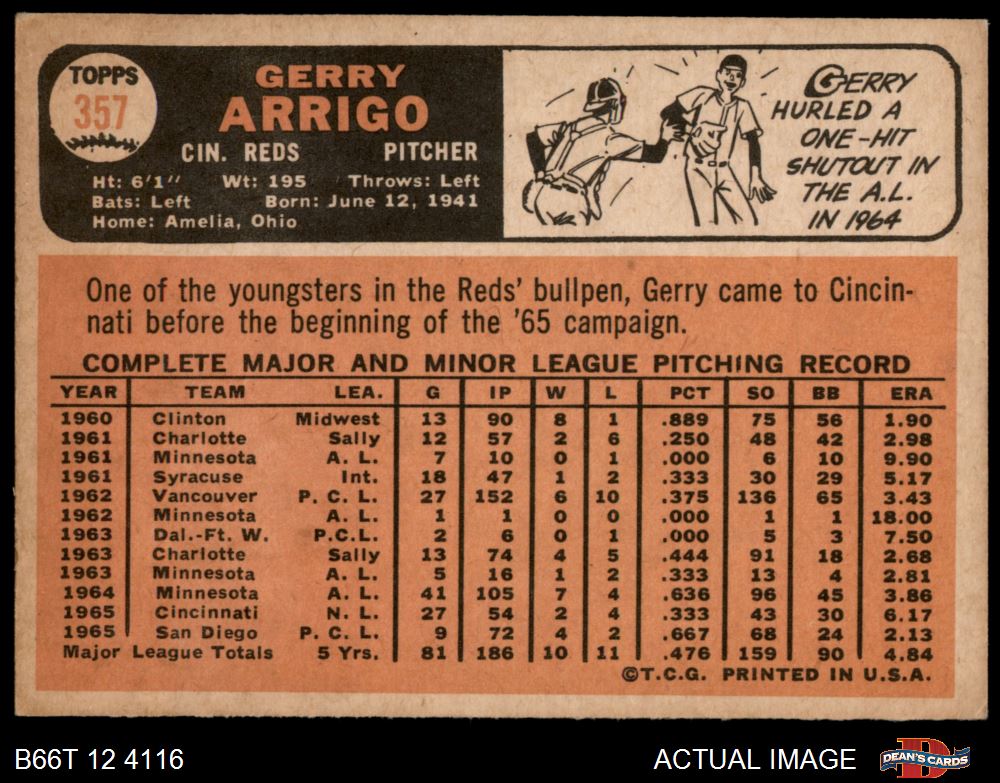 TOPPS
357
GERRY
ARRIGO
CIN. REDS PITCHER
Ht: 6'1" Wt: 195 Throws: Left
Bats: Left Born: June 12, 1941
Home: Amelia, Ohio
GERRY
HURLED A
ONE-HIT
SHUTOUT IN
THE A.L.
IN 1964
One of the youngsters in the Reds' bullpen, Gerry came to Cincin-
nati before the beginning of the '65 campaign.
COMPLETE MAJOR AND MINOR LEAGUE PITCHING RECORD
YEAR TEAM LEA. G IP W L PCT SO BB ERA
1960 Clinton Midwest 13 90 8 1 .889 75 56 1.90
1961 Charlotte Sally 12 57 2 6 .250 48 42 2.98
1961 Minnesota A. L. 7 10 0 1 .000 6 10 9.90
1961 Syracuse Int. 18 47 1 2 .333 30 29 5.17
1962 Vancouver P. C. L. 27 152 6 10 .375 136 65 3.43
1962 Minnesota A. L. 1 1 0 0 .000 1 1 18.00
1963 Dal.-Ft. W. P.C.L. 2 6 0 1 .000 5 3 7.50
1963 Charlotte Sally 13 74 4 5 .444 91 18 2.68
1963 Minnesota A. L. 5 16 1 2 .333 13 4 2.81
1964 Minnesota A. L. 41 105 7 4 .636 96 45 3.86
1965 Cincinnati N. L. 27 54 2 4 .333 43 30 6.17
1965 San Diego P. C. L. 9 72 4 2 .667 68 24 2.13
Major League Totals 5 Yrs. 81 186 10 11 .476 159 90 4.84
©T.C.G. PRINTED IN U.S.A.
B66T 12 4116 ACTUAL IMAGE DEAN'S CARDS